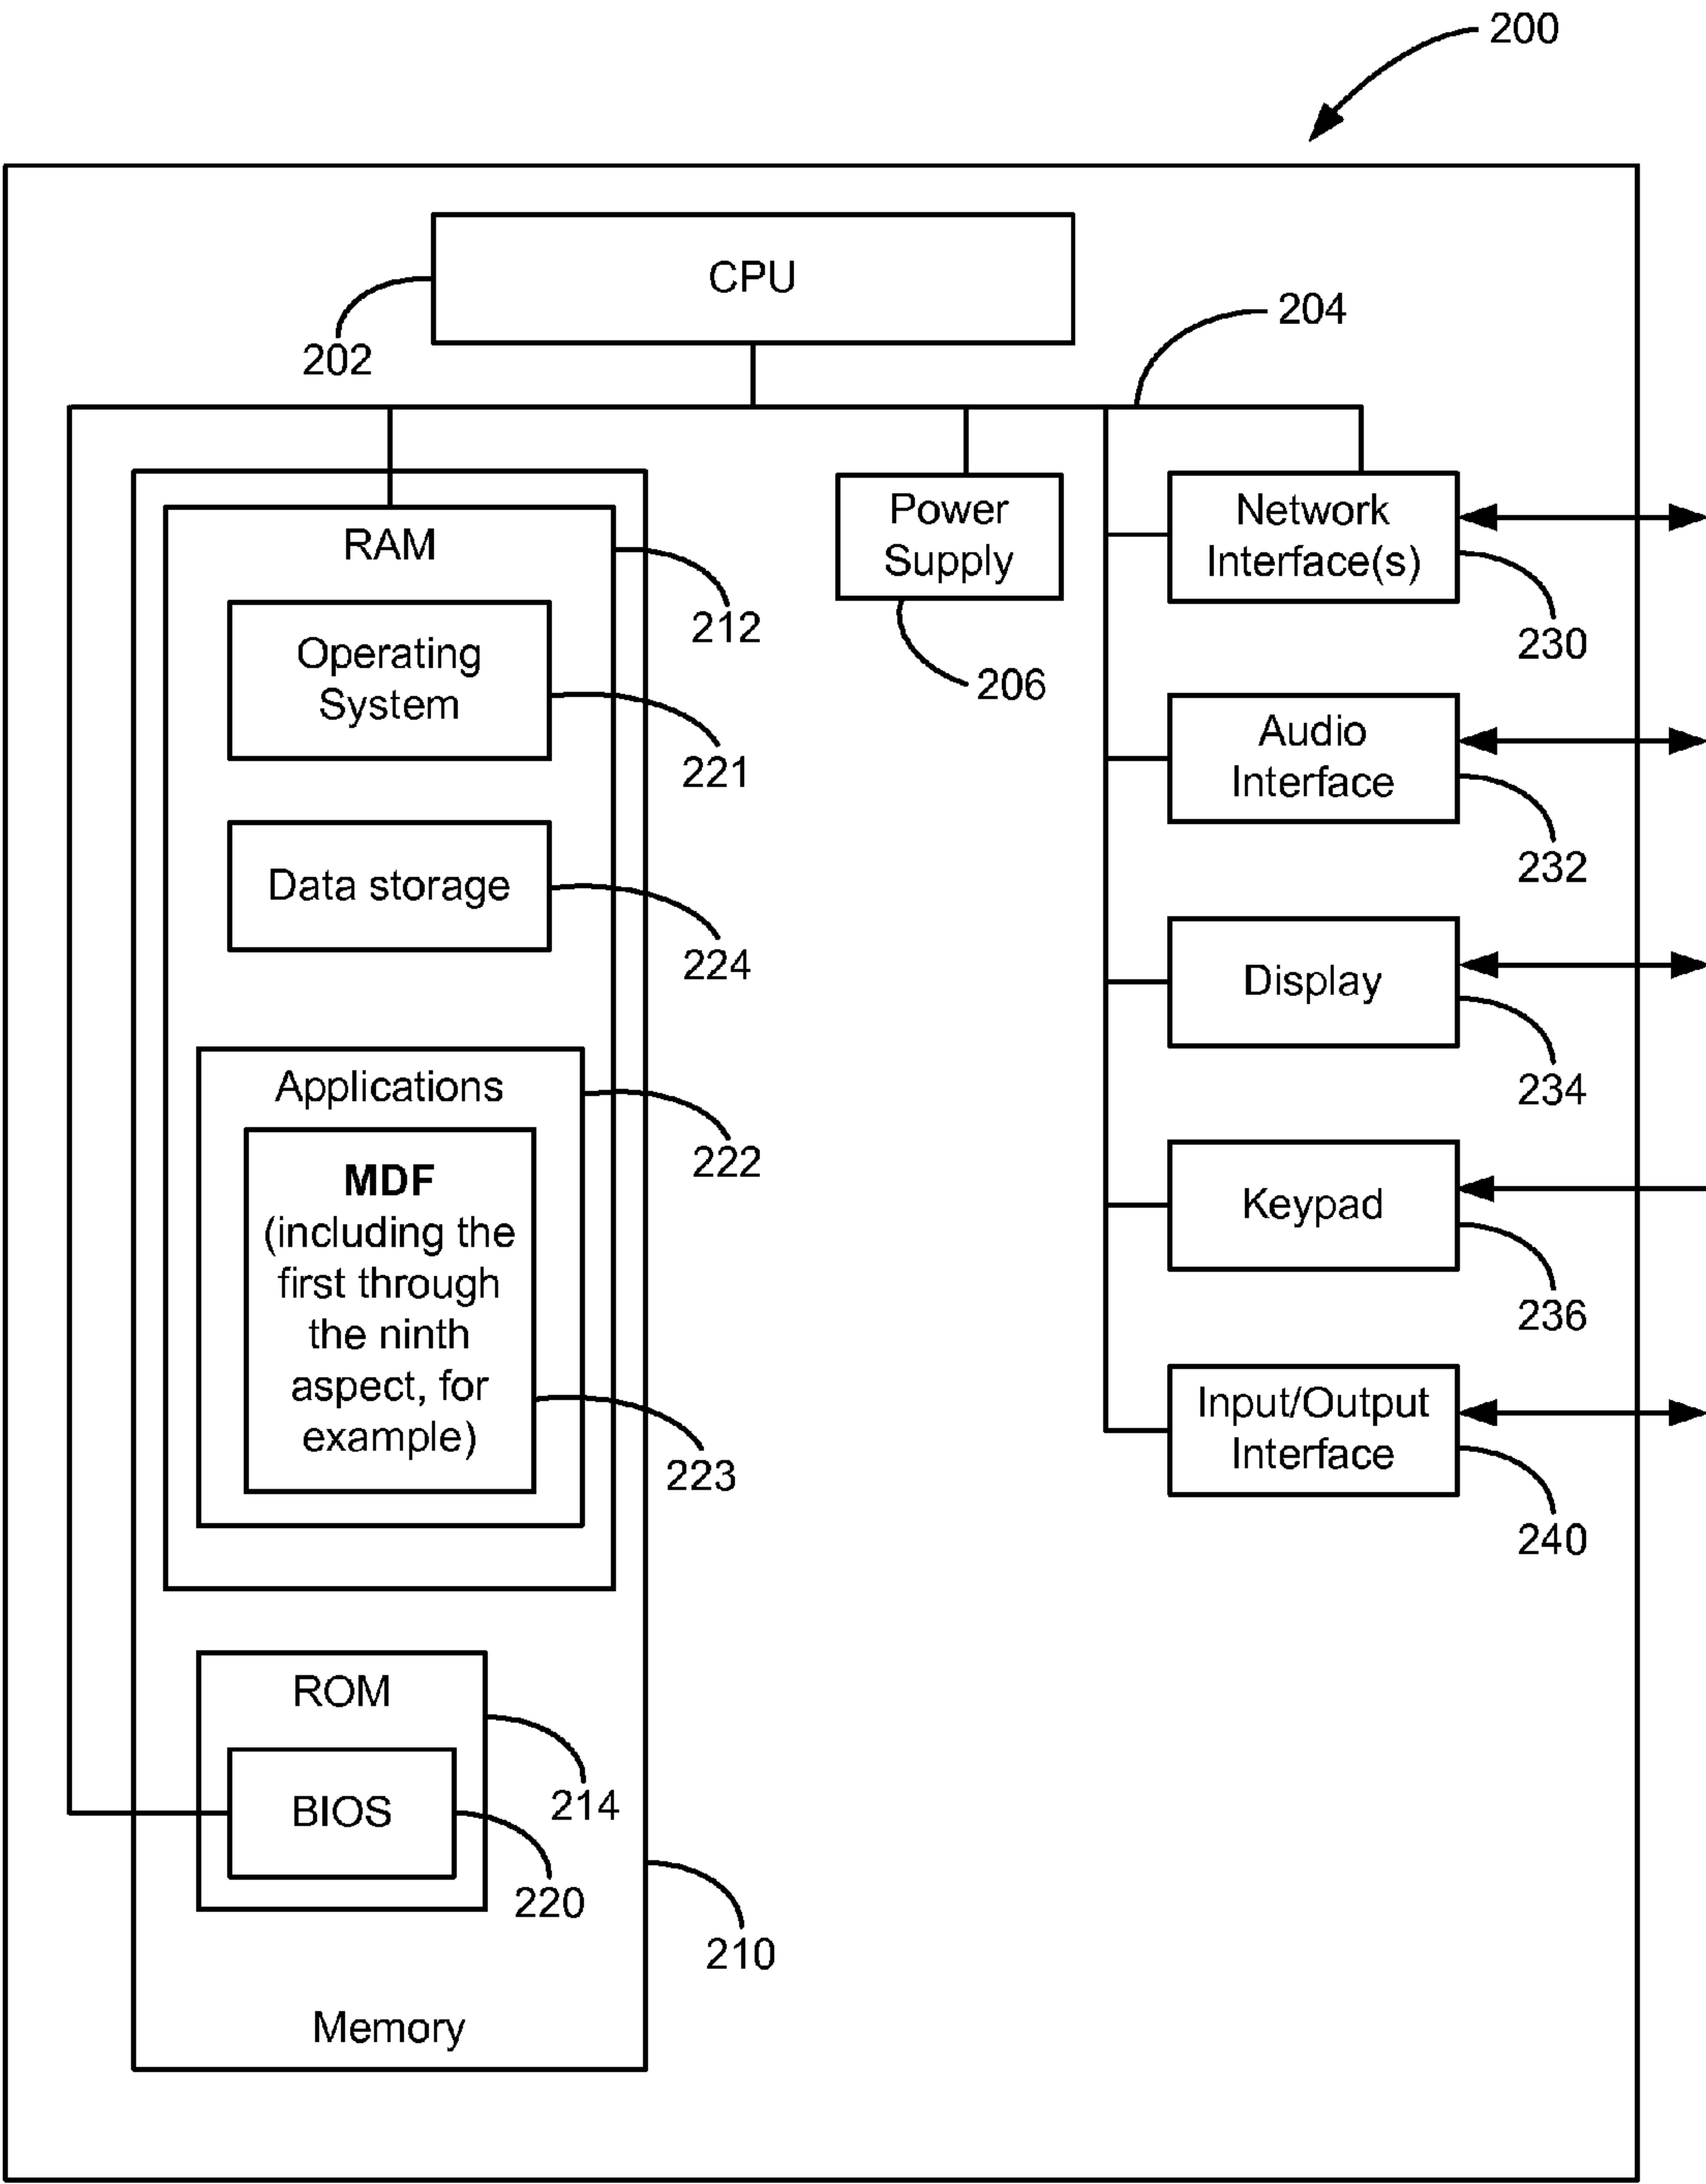 200
CPU
202
204
RAM
212
Operating
System
221
Data storage
224
Applications
222
MDF
(including the
first through
the ninth
aspect, for
example)
223
ROM
214
BIOS
220
210
Memory
Power
Supply
206
Network
Interface(s)
230
Audio
Interface
232
Display
234
Keypad
236
Input/Output
Interface
240